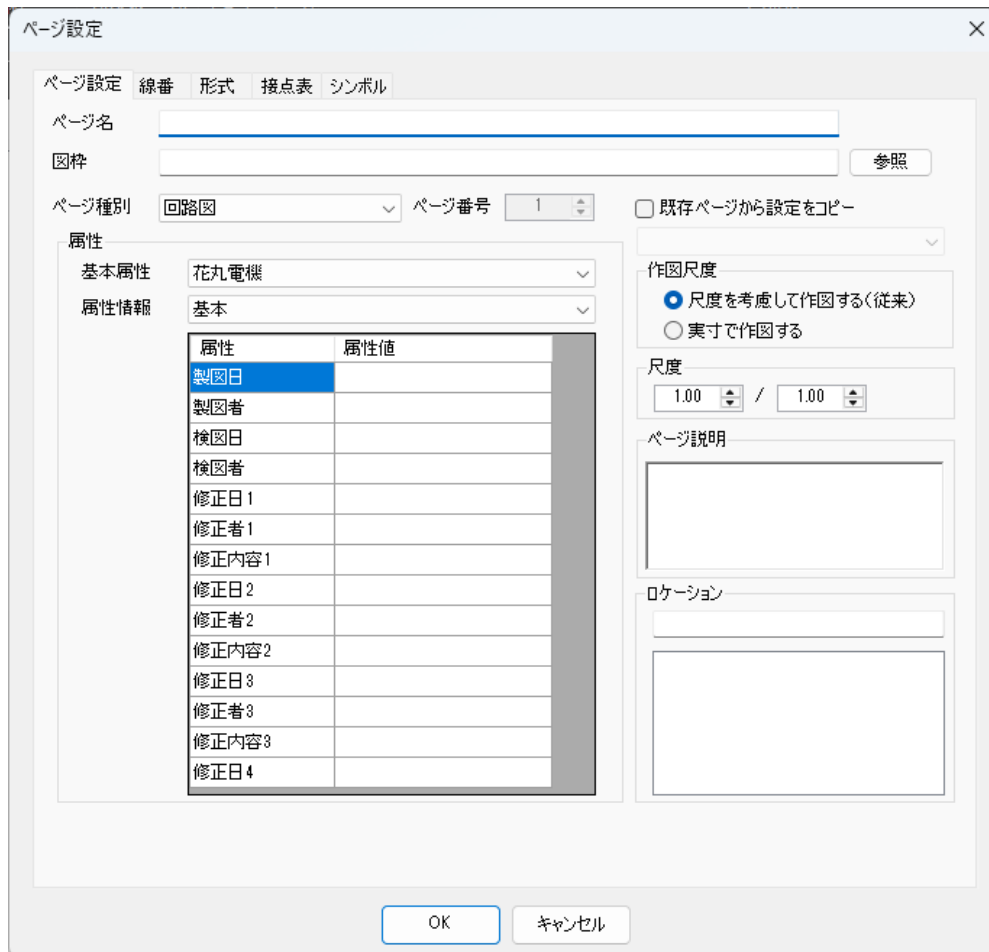 ページ設定
ページ設定 線番 形式 接点表 シンボル
ページ名
図枠 参照
ページ種別 回路図 ページ番号 1
既存ページから設定をコピー
属性
基本属性 花丸電機
属性情報 基本
属性 属性値
製図日
製図者
検図日
検図者
修正日1
修正者1
修正内容1
修正日2
修正者2
修正内容2
修正日3
修正者3
修正内容3
修正日4
作図尺度
尺度を考慮して作図する(従来)
実寸で作図する
尺度
1.00 / 1.00
ページ説明
ロケーション
OK キャンセル